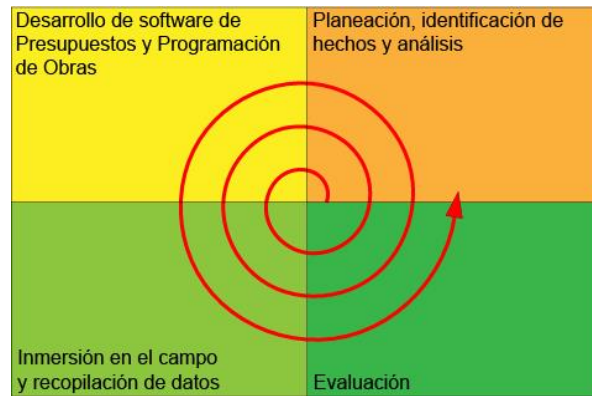 Desarrollo de software de
Presupuestos y Programación
de Obras
Planeación, identificación de
hechos y análisis
Inmersión en el campo
y recopilación de datos
Evaluación